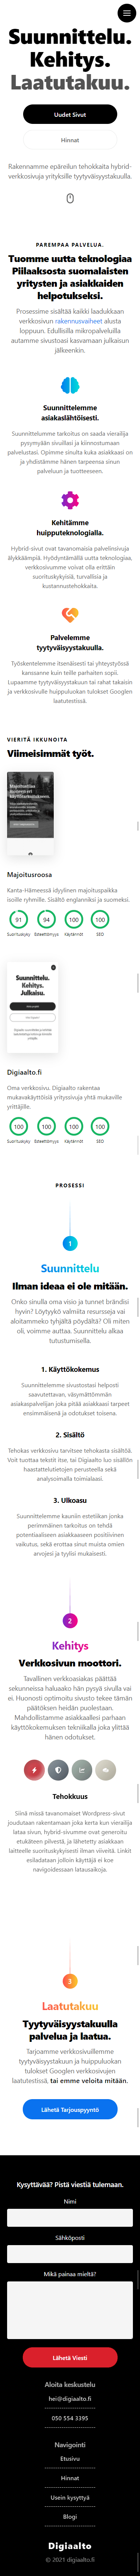 Suunnittelu.
Kehitys.
Laatutakuu.
Uudet Sivut
Hinnat
Rakennamme edullisesti tehokkaita hybrid-
verkkosivuja yrityksille tyytyväisyystakuulla.
PAREMPAA PALVELUA.
Tuomme uutta teknologiaa
Piilaaksosta suomalaisten
yritysten ja asiakkaiden
helpotukseksi.
Prosessimme sisältää kaikki laadukkaan
verkkosivun rakennusvaiheet alusta
loppuun. Edullisilla mikropalveluilla
autamme sivustoasi kasvamaan julkaisun
jälkeenkin.
Suunnittelemme
asiakaslähtöisesti.
Suunnittelumme tarkoitus on saada vierailija
pysymään sivuillasi ja kiinnostumaan
palvelustasi. Opimme sinulta kuka asiakkaasi on
ja yhdistämme hänen tarpeensa sinun
palveluun ja tuotteeseen.
Kehitämme
huipputeknologialla.
Hybrid-sivut ovat tavanomaisia palvelinsivuja
älykkäämpiä. Hyödyntämällä uutta teknologiaa,
verkkosivumme voivat olla erittäin
suorituskykyisiä, turvallisia ja
kustannustehokkaita.
Palvelemme
tyytyväisyystakuulla.
Työskentelemme itsenäisesti tai yhteistyössä
kanssanne kuin teille parhaiten sopii.
Lupaamme tyytyväisyystakuun tai rahat takaisin
ja verkkosivulle huippuluokan tulokset Googlen
laatutestissä.
VIERITÄ IKKUNOITA
Viimeisimmät työt.
Majoitusroosa
Kanta-Hämeessä idyllinen majoituspaikka
isoille ryhmille. Sisältö englanniksi ja suomeksi.
91 94 100 100
Suorituskyky Esteettömyys Käytännöt SEO
Suunnittelu.
Kehitys.
Julkaisu.
Digiaalto.fi
Oma verkkosivu. Digiaalto rakentaa
mukavakäyttöisiä yrityssivuja yhtä mukaville
yrittäjille.
100 100 100 100
Suorituskyky Esteettömyys Käytännöt SEO
PROSESSI
1
Suunnittelu
Ilman ideaa ei ole mitään.
Onko sinulla oma visio ja tunnet brändisi
hyvin? Löytyykö valmiita resursseja vai
aloitammeko tyhjältä pöydältä? Oli miten
oli, voimme auttaa. Suunnittelu alkaa
tutustumisella.
1. Käyttökokemus
Suunnittelemme sivustostasi helposti
saavutettavan, väsymättömmän
asiakaspalvelijan joka pitää asiakkaasi tarpeet
ensimmäisenä ja odotukset toisena.
2. Sisältö
Tehokas verkkosivu tarvitsee tehokasta sisältöä.
Voit tuottaa tekstit itse, tai Digiaalto luo sisällön
haastattelutietojen perusteella sekä
analysoimalla toimialaasi.
3. Ulkoasu
Suunnittelemme kauniin estetiikan jonka
perimmäinen tarkoitus on tehdä
potentiaaliseen asiakkaaseen positiivinen
vaikutus, sekä erottaa sinut muista omien
arvojesi ja tyylisi mukaisesti.
2
Kehitys
Verkkosivun moottori.
Tavallinen verkkoasiakas päättää
sekunneissa haluaako hän pysyä sivulla vai
ei. Huonosti optimoitu sivusto tekee tämän
päätöksen heidän puolestaan.
Mahdollistamme asiakkaallesi parhaan
käyttökokemuksen tekniikalla joka ylittää
hänen odotukset.
Tehokkuus
Siinä missä tavanomaiset Wordpress-sivut
joudutaan rakentamaan joka kerta kun vierailija
lataa sivun, hybrid-sivumme ovat generoitu
etukäteen pilvestä, ja lähetetty asiakkaan
laitteelle suorituskykyisesti ilman viivettä. Linkit
esiladataan jolloin käyttäjä ei koe
navigoidessaan latausaikoja.
3
Laatutakuu
Tyytyväisyystakuulla
palvelua ja laatua.
Tarjoamme verkkosivuillemme
tyytyväisyystakuun ja huippuluokan
tulokset Googlen verkkosivujen
laatutestissä, tai emme veloita mitään.
Lähetä Tarjouspyyntö
Kysyttävää? Pistä viestiä tulemaan.
Nimi
Sähköposti
Mikä painaa mieltä?
Lähetä Viesti
Aloita keskustelu
hei@digiaalto.fi
050 554 3395
Navigointi
Etusivu
Hinnat
Usein kysyttyä
Blogi
Digiaalto
© 2021 digiaalto.fi